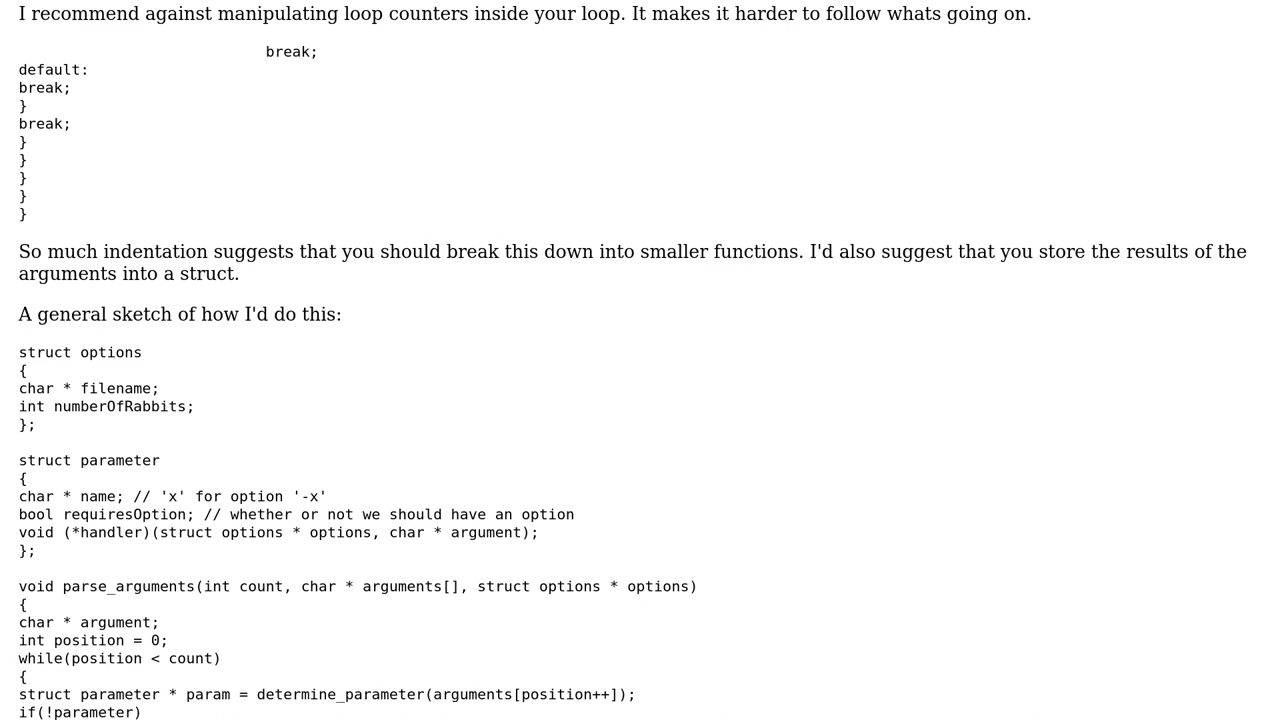 I recommend against manipulating loop counters inside your loop. It makes it harder to follow whats going on.
break;
default:
break;
}
break;
}
}
}
}
}
So much indentation suggests that you should break this down into smaller functions. I'd also suggest that you store the results of the
arguments into a struct.
A general sketch of how I'd do this:
struct options
{
char * filename;
int numberOfRabbits;
};
struct parameter
{
char * name; // 'x' for option '-x'
bool requiresOption; // whether or not we should have an option
void (*handler)(struct options * options, char * argument);
};
void parse_arguments(int count, char * arguments[], struct options * options)
{
char * argument;
int position = 0;
while(position < count)
{
struct parameter * param = determine_parameter(arguments[position++]);
if(!parameter)